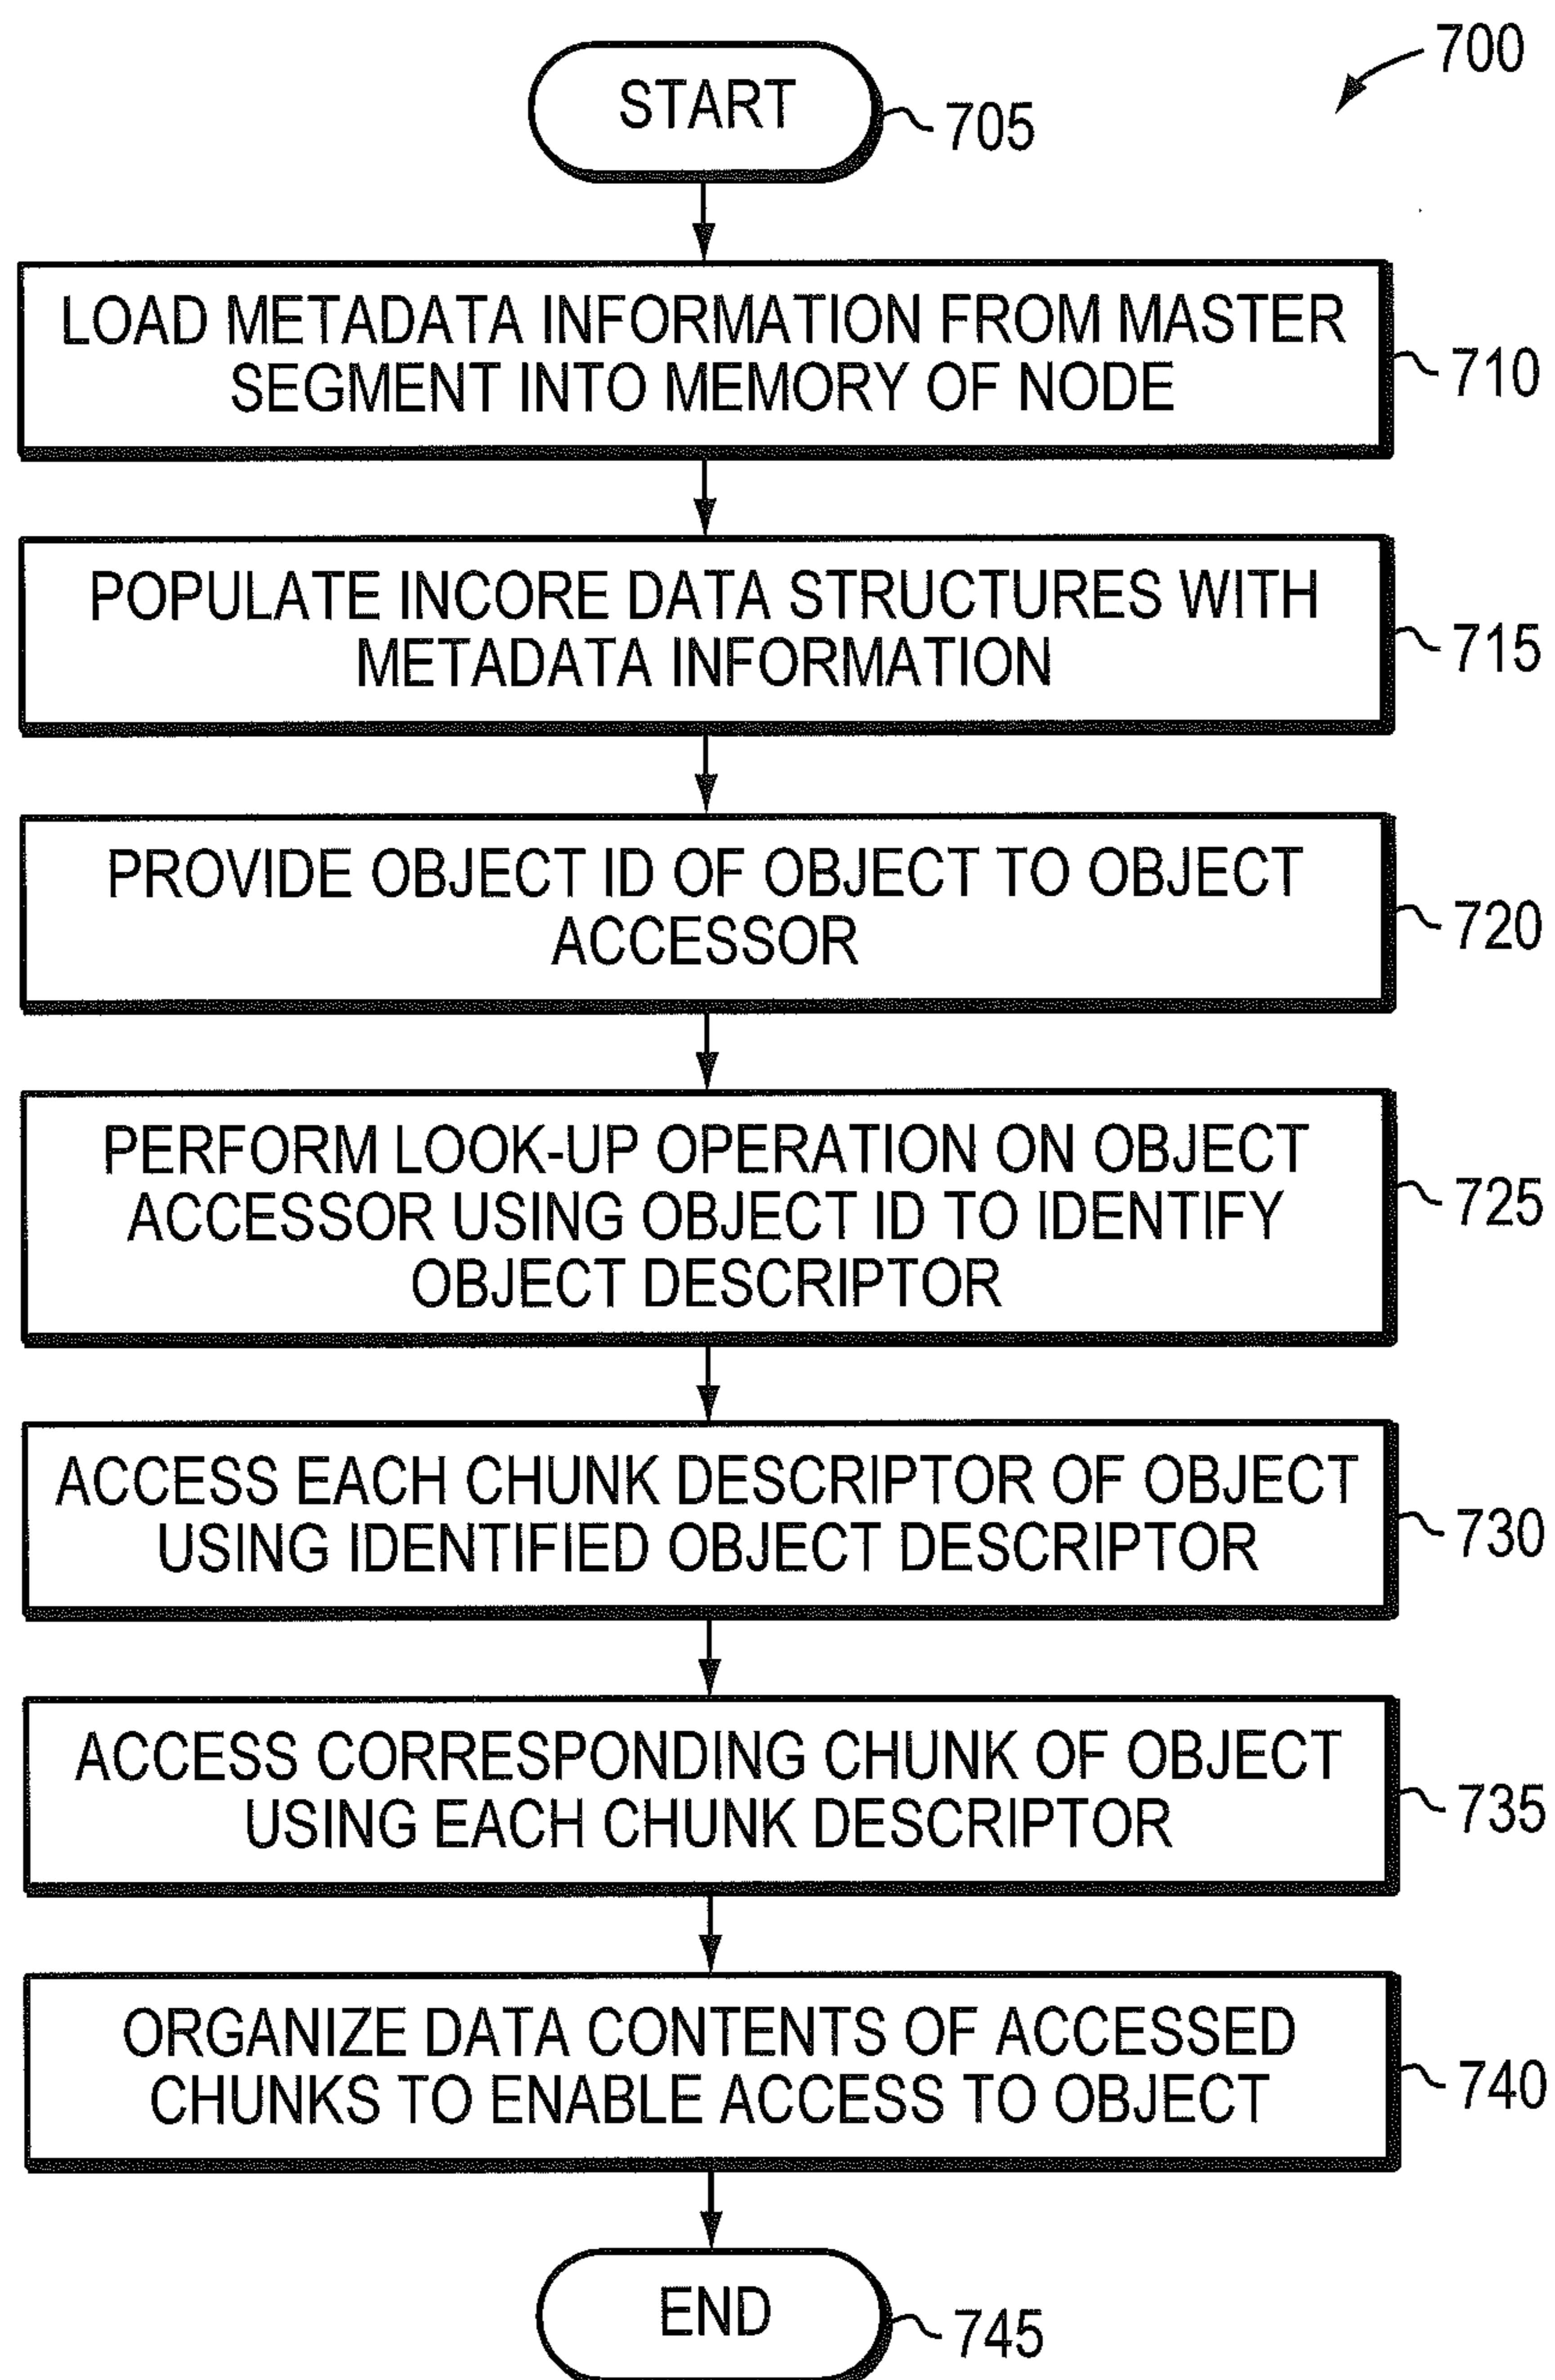 700
START
705
LOAD METADATA INFORMATION FROM MASTER
SEGMENT INTO MEMORY OF NODE
710
POPULATE INCORE DATA STRUCTURES WITH
METADATA INFORMATION
715
PROVIDE OBJECT ID OF OBJECT TO OBJECT
ACCESSOR
720
PERFORM LOOK-UP OPERATION ON OBJECT
ACCESSOR USING OBJECT ID TO IDENTIFY
OBJECT DESCRIPTOR
725
ACCESS EACH CHUNK DESCRIPTOR OF OBJECT
USING IDENTIFIED OBJECT DESCRIPTOR
730
ACCESS CORRESPONDING CHUNK OF OBJECT
USING EACH CHUNK DESCRIPTOR
735
ORGANIZE DATA CONTENTS OF ACCESSED
CHUNKS TO ENABLE ACCESS TO OBJECT
740
END
745